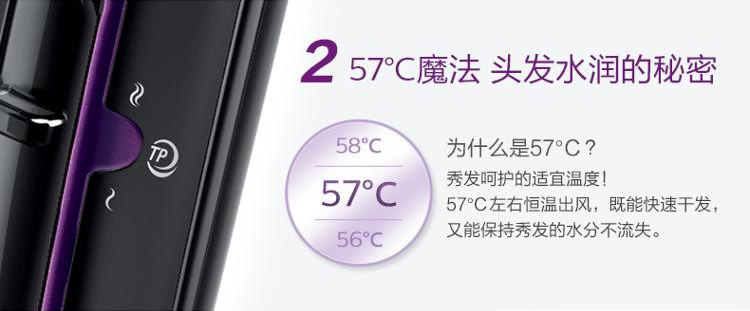 2 57°C魔法 头发水润的秘密
TP
58°C
57°C
56°C
为什么是57°C?
秀发呵护的适宜温度!
57°C左右恒温出风，既能快速干发，
又能保持秀发的水分不流失。